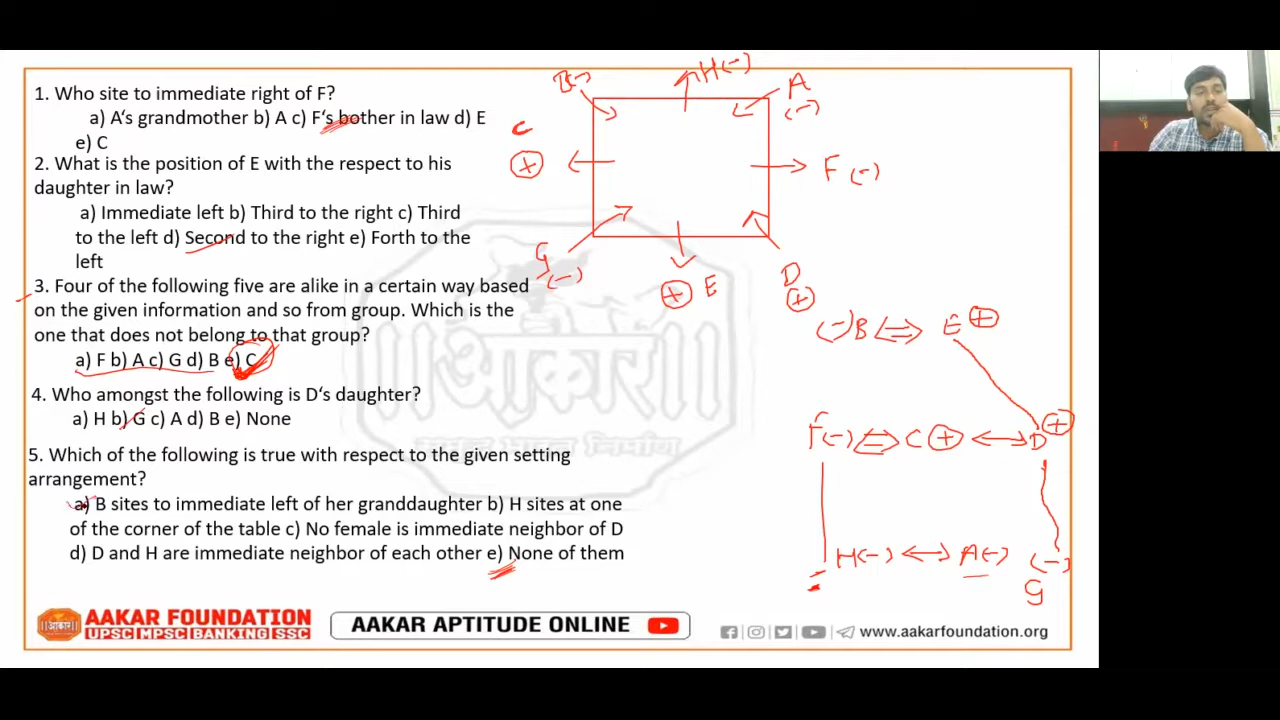 1. Who site to immediate right of F?
a) A‘s grandmother b) A c) F‘s bother in law d) E
e) C
2. What is the position of E with the respect to his
daughter in law?
a) Immediate left b) Third to the right c) Third
to the left d) Second to the right e) Forth to the
left
3. Four of the following five are alike in a certain way based
on the given information and so from group. Which is the
one that does not belong to that group?
a) F b) A c) G d) B e) C
4. Who amongst the following is D‘s daughter?
a) H b) G c) A d) B e) None
5. Which of the following is true with respect to the given setting
arrangement?
a) B sites to immediate left of her granddaughter b) H sites at one
of the corner of the table c) No female is immediate neighbor of D
d) D and H are immediate neighbor of each other e) None of them
B(-) H(-) A
(-)
C
(+) F (-)
G
(-)
(+) E D
(+)
(-)B ⇔ E (+)
F(-) ⇔ C (+) ↔ D (+)
H(-) ↔ A(-) (-)
G
||आकार||
AAKAR FOUNDATION
UPSC MPSC BANKING SSC
AAKAR APTITUDE ONLINE
www.aakarfoundation.org